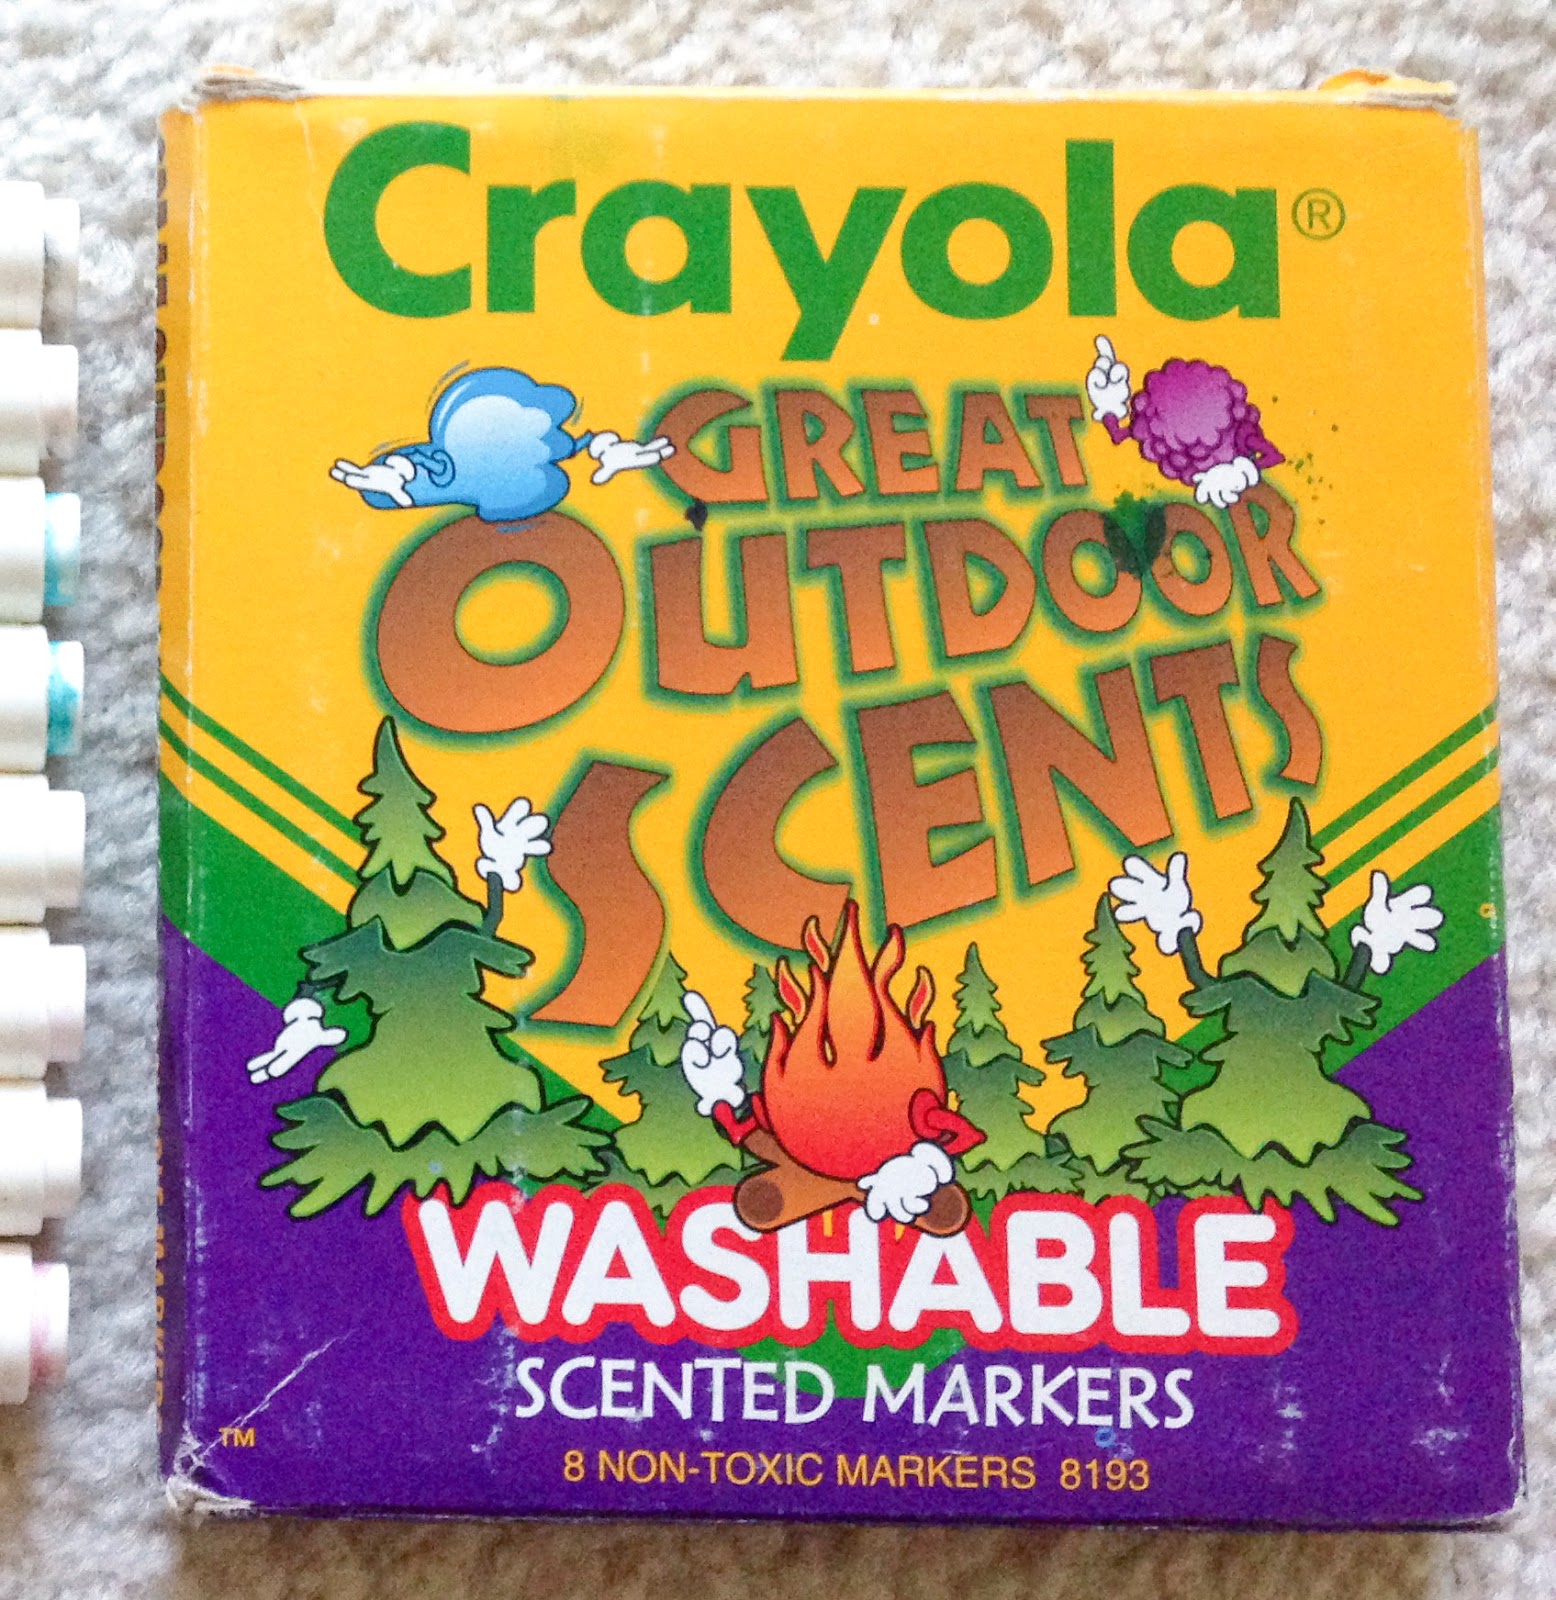 Crayola®
GREAT
OUTDOOR
SCENTS
WASHABLE
SCENTED MARKERS
™
8 NON-TOXIC MARKERS 8193